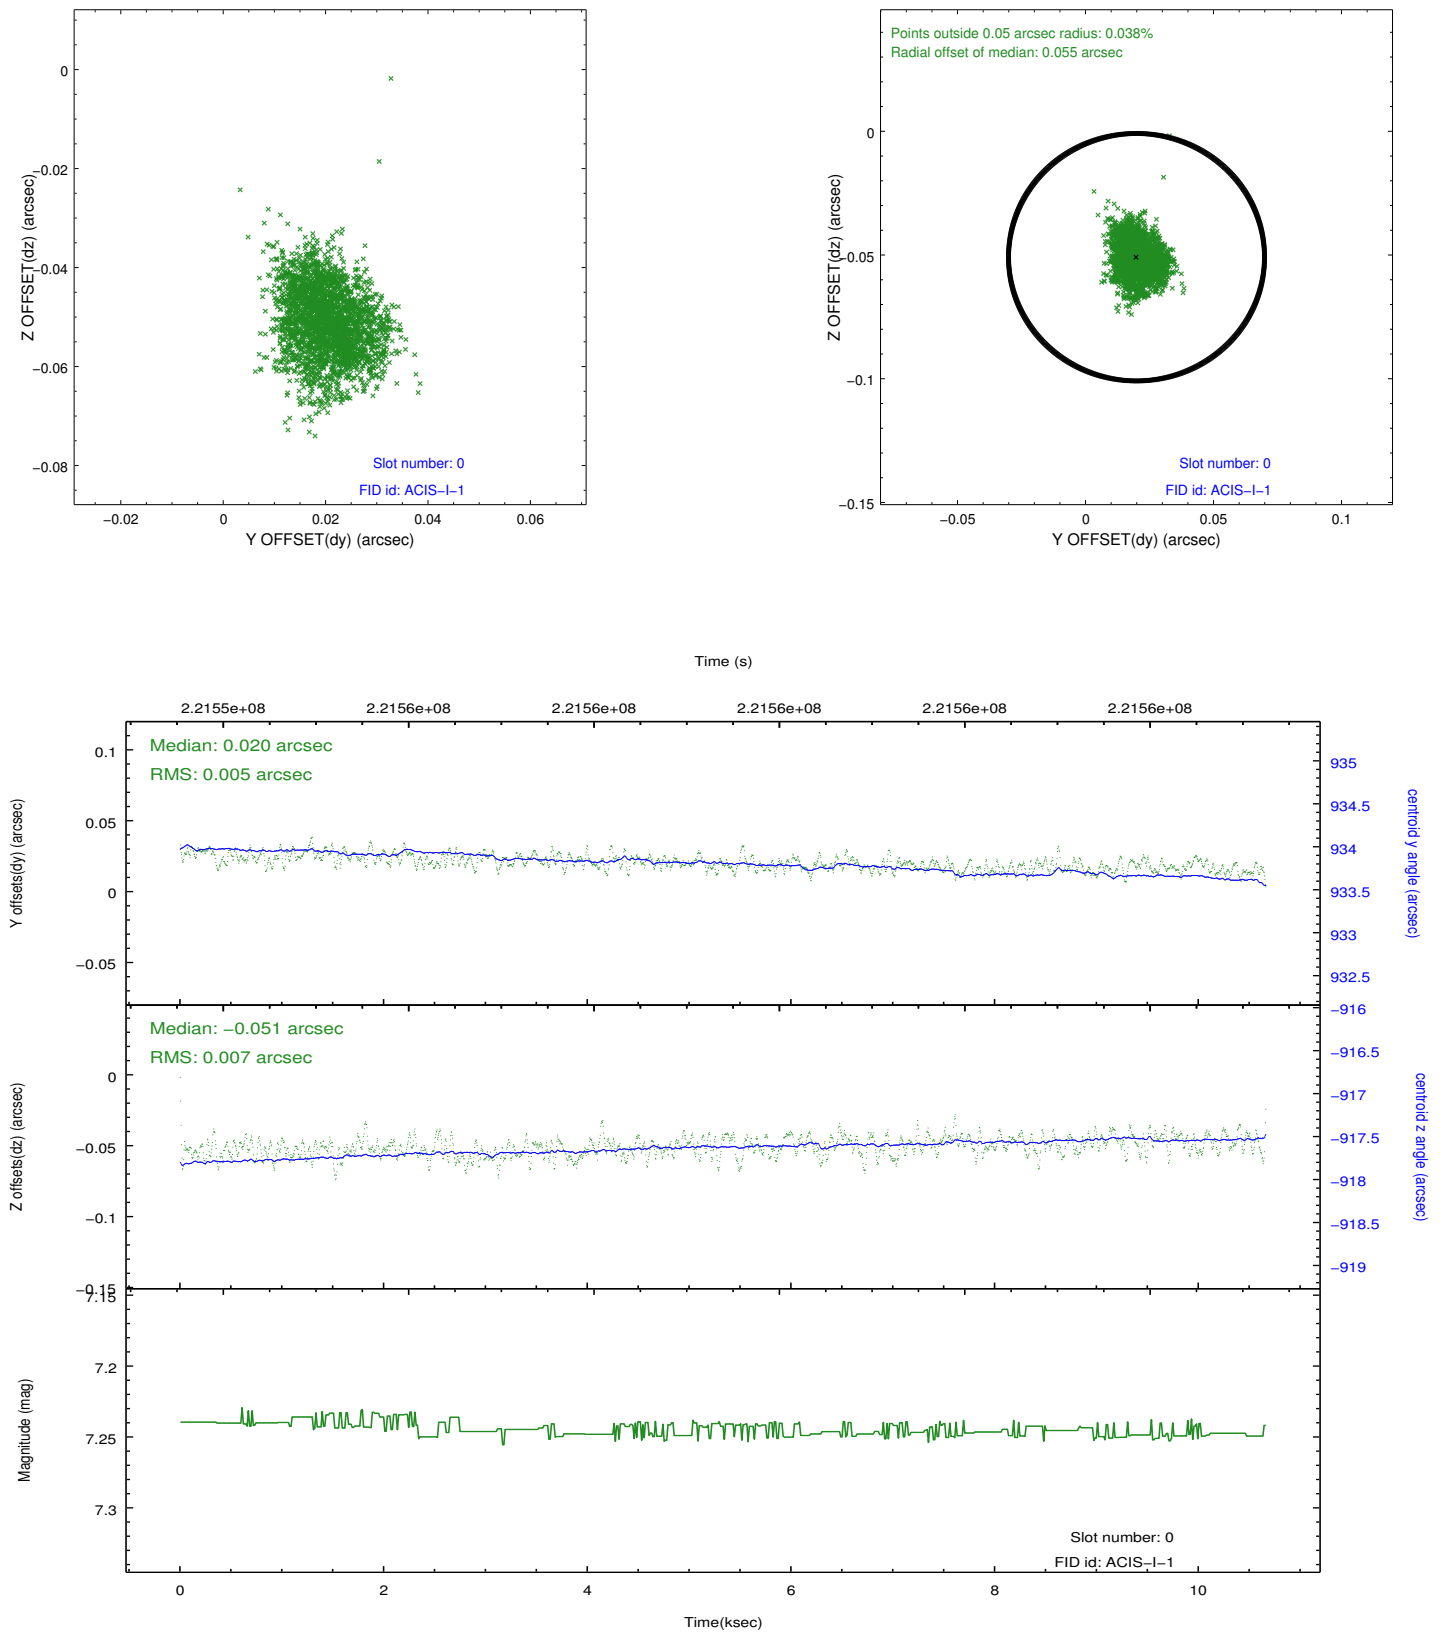 0
−0.02
−0.04
−0.06
−0.08
Z OFFSET(dz) (arcsec)
Slot number: 0
FID id: ACIS−I−1
−0.02
0
0.02
0.04
0.06
Y OFFSET(dy) (arcsec)
Points outside 0.05 arcsec radius: 0.038%
Radial offset of median: 0.055 arcsec
0
−0.05
−0.1
−0.15
Z OFFSET(dz) (arcsec)
Slot number: 0
FID id: ACIS−I−1
−0.05
0
0.05
0.1
Y OFFSET(dy) (arcsec)
Time (s)
2.2155e+08
2.2156e+08
2.2156e+08
2.2156e+08
2.2156e+08
2.2156e+08
Median: 0.020 arcsec
RMS: 0.005 arcsec
0.1
0.05
0
−0.05
Y offsets(dy) (arcsec)
935
934.5
934
933.5
933
932.5
centroid y angle (arcsec)
Median: −0.051 arcsec
RMS: 0.007 arcsec
0
−0.05
−0.1
−0.15
Z offsets(dz) (arcsec)
−916
−916.5
−917
−917.5
−918
−918.5
−919
centroid z angle (arcsec)
7.15
7.2
7.25
7.3
Magnitude (mag)
Slot number: 0
FID id: ACIS−I−1
0
2
4
6
8
10
Time(ksec)